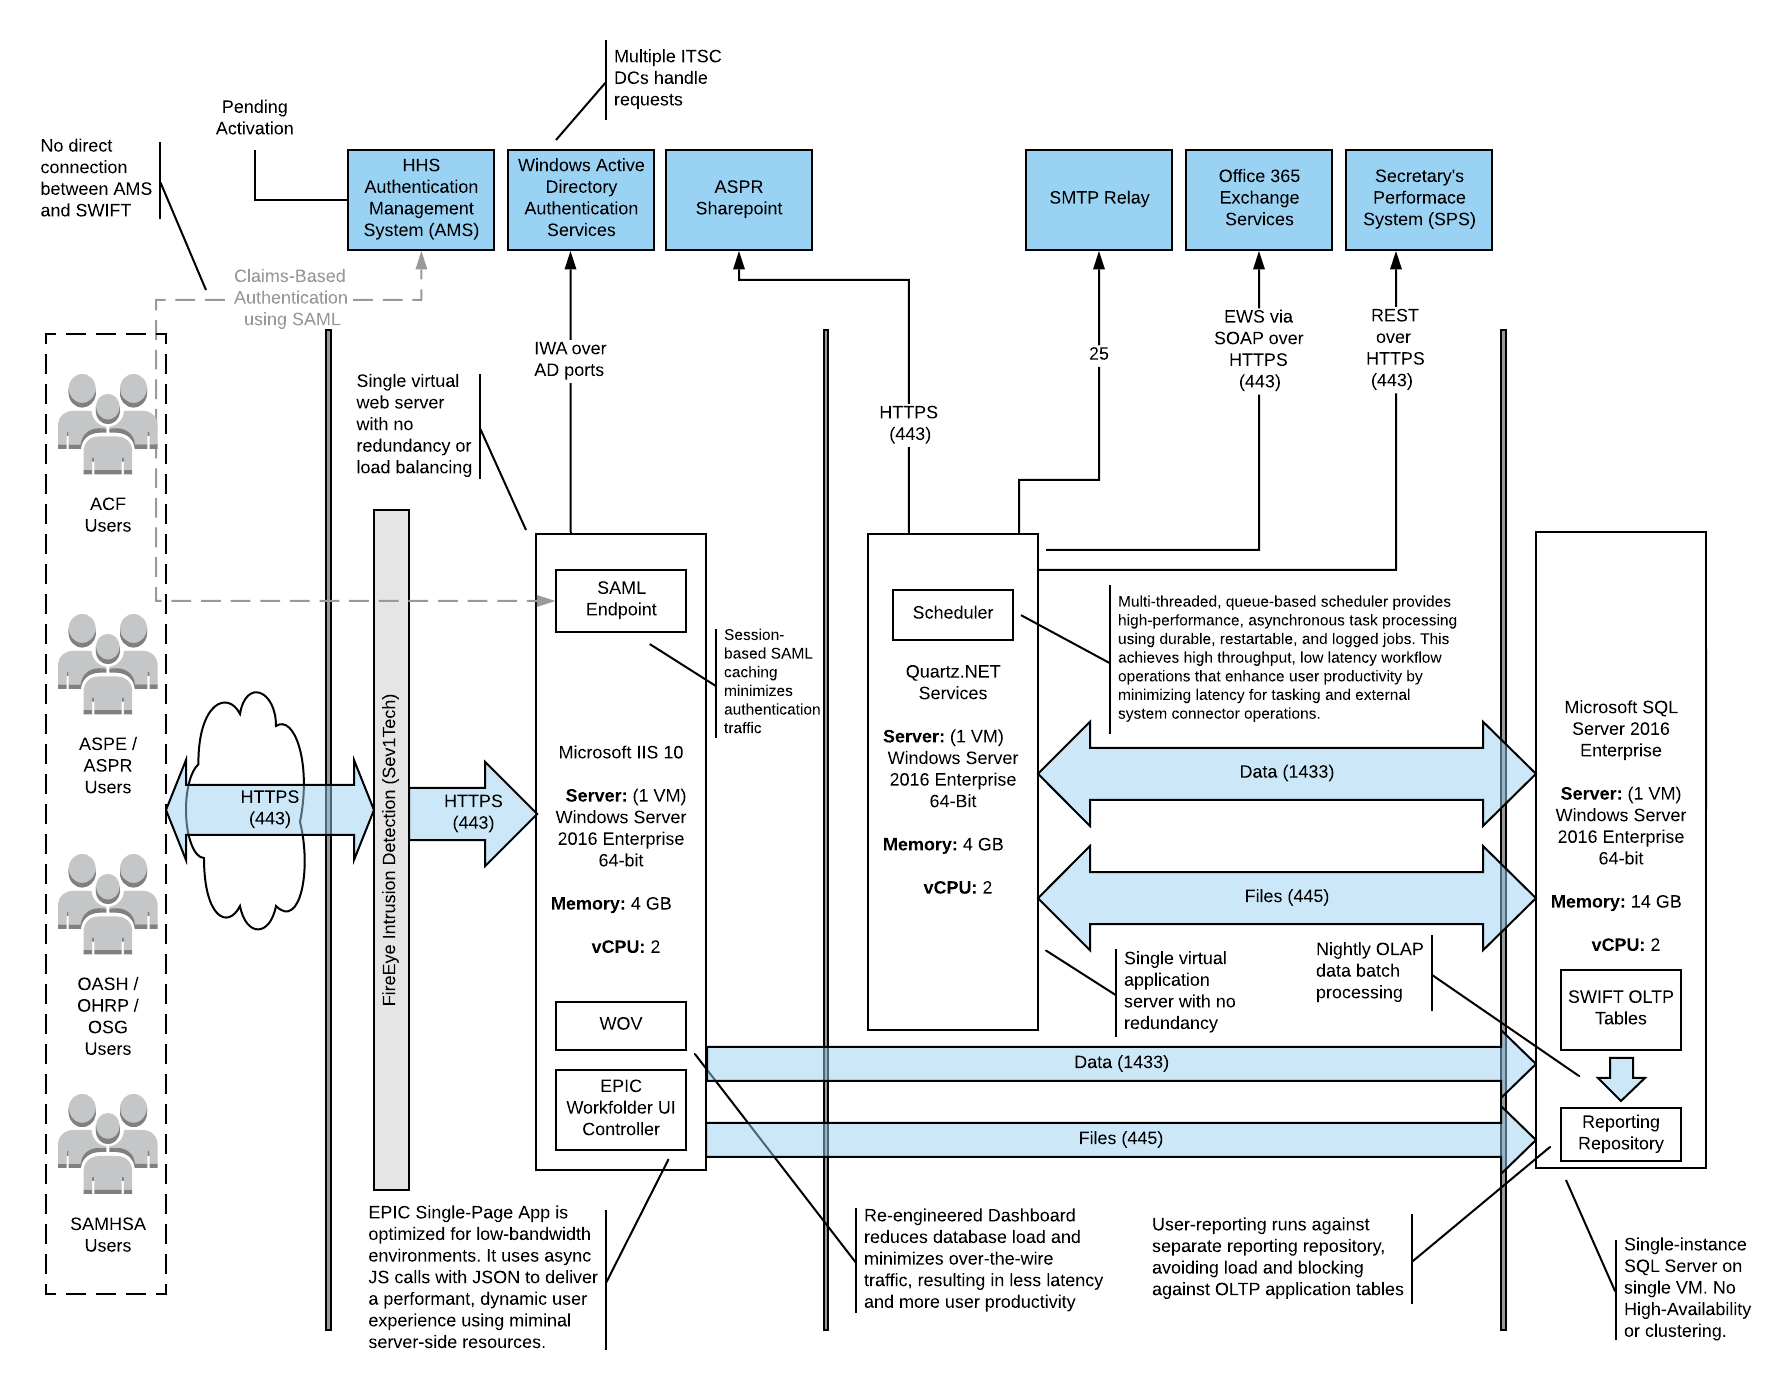 Multiple ITSC
DCs handle
requests
Pending
Activation
No direct
connection
between AMS
and SWIFT
HHS
Authentication
Management
System (AMS)
Windows Active
Directory
Authentication
Services
ASPR
Sharepoint
SMTP Relay
Office 365
Exchange
Services
Secretary's
Performace
System (SPS)
Claims-Based
Authentication
using SAML
IWA over
AD ports
25
EWS via
SOAP over
HTTPS
(443)
REST
over
HTTPS
(443)
HTTPS
(443)
Single virtual
web server
with no
redundancy or
load balancing
ACF
Users
ASPE /
ASPR
Users
OASH /
OHRP /
OSG
Users
SAMHSA
Users
HTTPS
(443)
FireEye Intrusion Detection (Sev1Tech)
HTTPS
(443)
SAML
Endpoint
Session-
based SAML
caching
minimizes
authentication
traffic
Microsoft IIS 10
Server: (1 VM)
Windows Server
2016 Enterprise
64-bit
Memory: 4 GB
vCPU: 2
WOV
EPIC
Workfolder UI
Controller
Scheduler
Quartz.NET
Services
Server: (1 VM)
Windows Server
2016 Enterprise
64-Bit
Memory: 4 GB
vCPU: 2
Multi-threaded, queue-based scheduler provides
high-performance, asynchronous task processing
using durable, restartable, and logged jobs. This
achieves high throughput, low latency workflow
operations that enhance user productivity by
minimizing latency for tasking and external
system connector operations.
Data (1433)
Files (445)
Single virtual
application
server with no
redundancy
Nightly OLAP
data batch
processing
Microsoft SQL
Server 2016
Enterprise
Server: (1 VM)
Windows Server
2016 Enterprise
64-bit
Memory: 14 GB
vCPU: 2
SWIFT OLTP
Tables
Reporting
Repository
Data (1433)
Files (445)
EPIC Single-Page App is
optimized for low-bandwidth
environments. It uses async
JS calls with JSON to deliver
a performant, dynamic user
experience using miminal
server-side resources.
Re-engineered Dashboard
reduces database load and
minimizes over-the-wire
traffic, resulting in less latency
and more user productivity
User-reporting runs against
separate reporting repository,
avoiding load and blocking
against OLTP application tables
Single-instance
SQL Server on
single VM. No
High-Availability
or clustering.